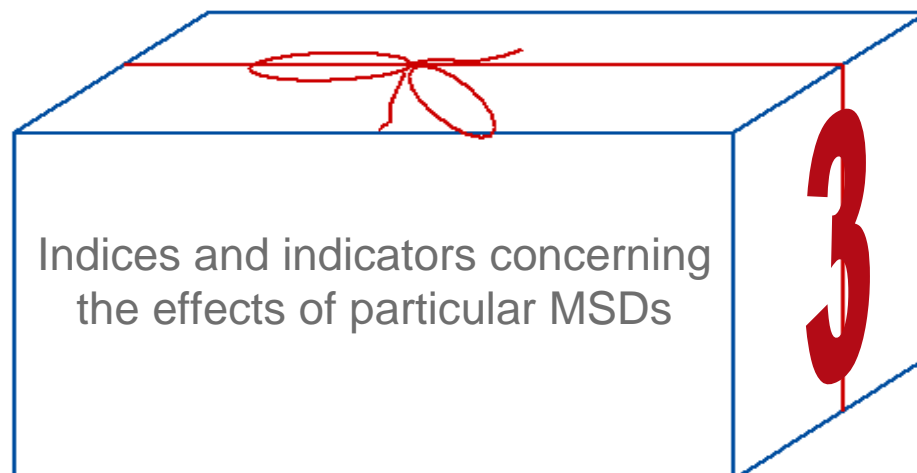 Indices and indicators concerning
the effects of particular MSDs
3